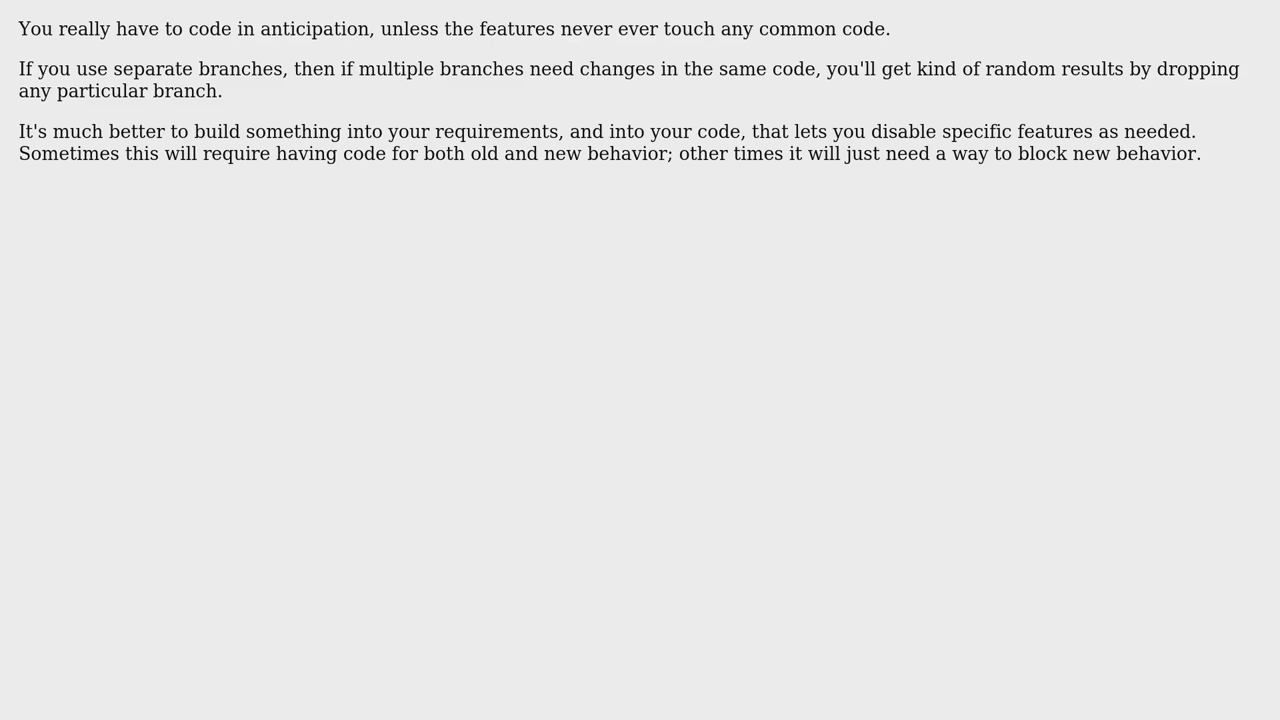 You really have to code in anticipation, unless the features never ever touch any common code.
If you use separate branches, then if multiple branches need changes in the same code, you'll get kind of random results by dropping
any particular branch.
It's much better to build something into your requirements, and into your code, that lets you disable specific features as needed.
Sometimes this will require having code for both old and new behavior; other times it will just need a way to block new behavior.